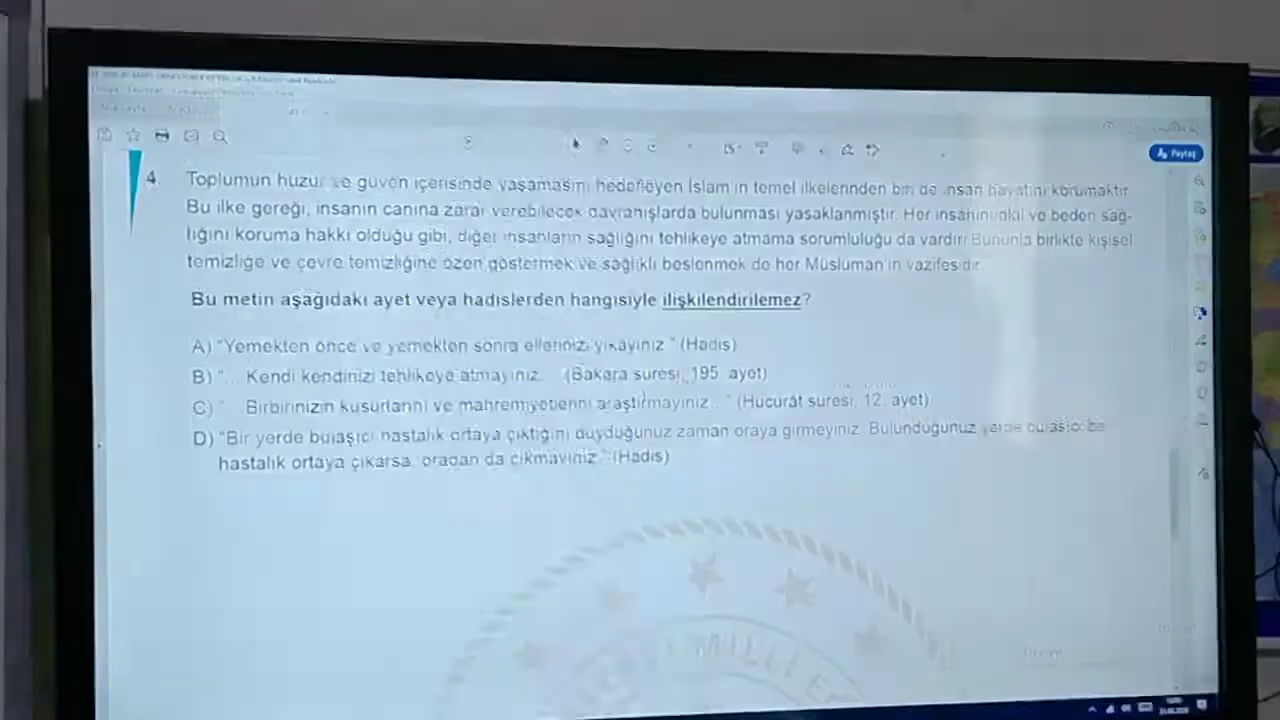 Paylaş
4. Toplumun huzur ve güven içerisinde yaşamasını hedefleyen İslam'ın temel ilkelerinden biri de insan hayatını korumaktır.
Bu ilke gereği, insanın canına zarar verebilecek davranışlarda bulunması yasaklanmıştır. Her insanın akıl ve beden sağ-
lığını koruma hakkı olduğu gibi, diğer insanların sağlığını tehlikeye atmama sorumluluğu da vardır. Bununla birlikte kişisel
temizliğe ve çevre temizliğine özen göstermek ve sağlıklı beslenmek de her Müslüman'ın vazifesidir.
Bu metin aşağıdaki ayet veya hadislerden hangisiyle ilişkilendirilemez?
A) "Yemekten önce ve yemekten sonra ellerinizi yıkayınız." (Hadis)
B) "... Kendi kendinizi tehlikeye atmayınız..." (Bakara suresi, 195. ayet)
C) "... Birbirinizin kusurlarını ve mahremiyetlerini araştırmayınız..." (Hucurât suresi, 12. ayet)
D) "Bir yerde bulaşıcı hastalık ortaya çıktığını duyduğunuz zaman oraya girmeyiniz. Bulunduğunuz yerde bulaşıcı bir
hastalık ortaya çıkarsa oradan da çıkmayınız." (Hadis)
MİLLÎ